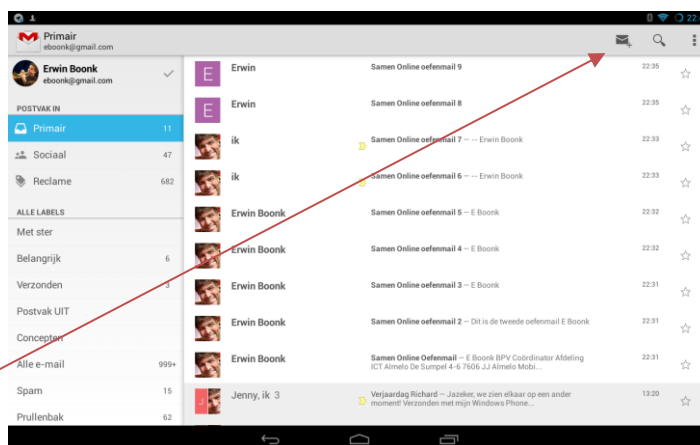 22:4
Primair
eboonk@gmail.com
Erwin Boonk
eboonk@gmail.com
POSTVAK IN
Primair 11
Sociaal 47
Reclame 682
ALLE LABELS
Met ster
Belangrijk 6
Verzonden 3
Postvak UIT
Concepten
Alle e-mail 999+
Spam 15
Prullenbak 62
E Erwin Samen Online oefenmail 9 22:35
E Erwin Samen Online oefenmail 8 22:35
ik Samen Online oefenmail 7 – -- Erwin Boonk 22:33
ik Samen Online oefenmail 6 – -- Erwin Boonk 22:33
Erwin Boonk Samen Online oefenmail 5 – E Boonk 22:32
Erwin Boonk Samen Online oefenmail 4 – E Boonk 22:32
Erwin Boonk Samen Online oefenmail 3 – E Boonk 22:31
Erwin Boonk Samen Online oefenmail 2 – Dit is de tweede oefenmail E Boonk 22:31
Erwin Boonk Samen Online Oefenmail – E Boonk BPV Coördinator Afdeling 22:31
ICT Almelo De Sumpel 4-6 7606 JJ Almelo Mobi...
J Jenny, ik 3 Verjaardag Richard – Jazeker, we zien elkaar op een ander 13:20
moment! Verzonden met mijn Windows Phone...